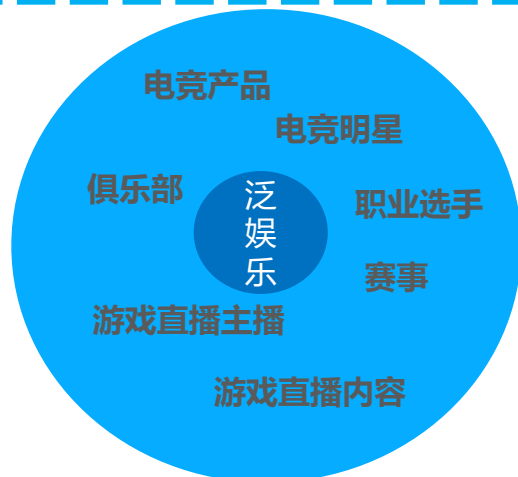 电竞产品
电竞明星
俱乐部
泛
娱
乐
职业选手
赛事
游戏直播主播
游戏直播内容